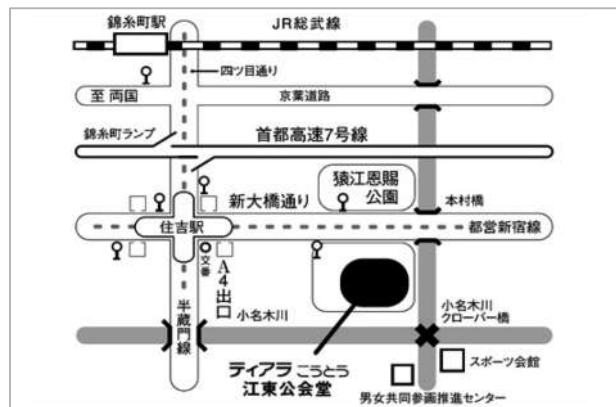 錦糸町駅
JR総武線
四ツ目通り
至 両国
京葉道路
錦糸町ランプ
首都高速7号線
猿江恩賜
公園
新大橋通り
本村橋
住吉駅
都営新宿線
交番
A4出口
半蔵門線
小名木川
小名木川
クローバー橋
ティアラ こうとう
江東公会堂
スポーツ会館
男女共同参画推進センター